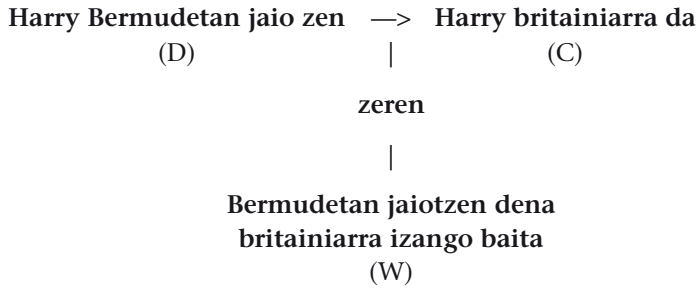 Harry Bermudetan jaio zen —> Harry britainiarra da
(D) | (C)
zeren
|
Bermudetan jaiotzen dena
britainiarra izango baita
(W)